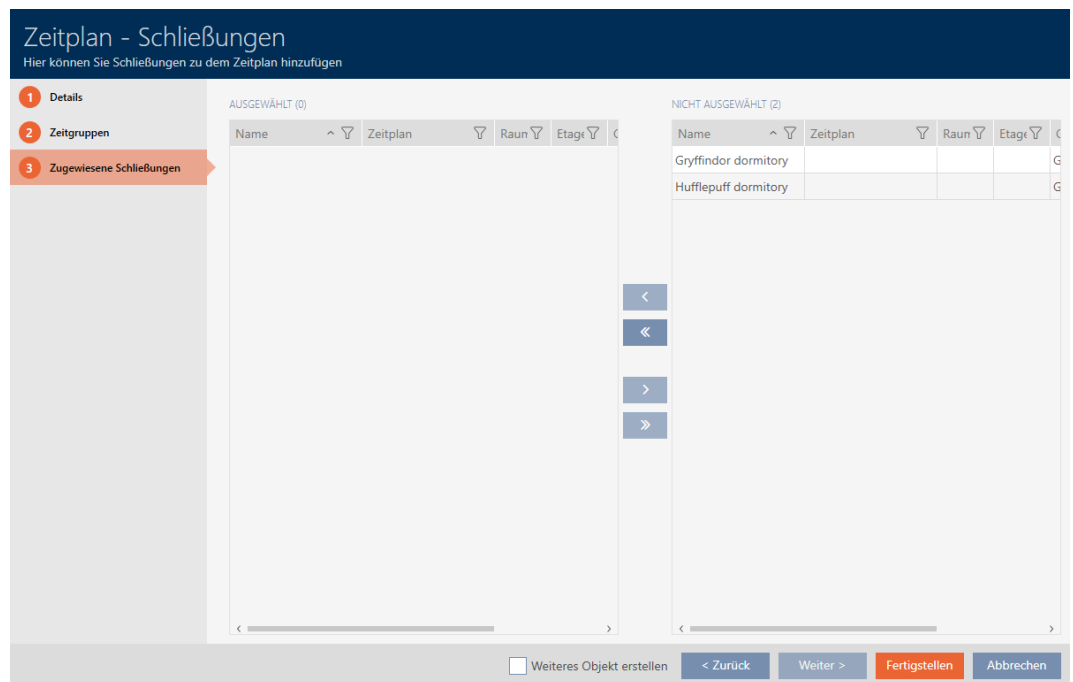 Zeitplan - Schließungen
Hier können Sie Schließungen zu dem Zeitplan hinzufügen
1 Details
2 Zeitgruppen
3 Zugewiesene Schließungen
AUSGEWÄHLT (0)
Name Zeitplan Raum Etage
NICHT AUSGEWÄHLT (2)
Name Zeitplan Raum Etage
Gryffindor dormitory G
Hufflepuff dormitory G
Weiteres Objekt erstellen < Zurück Weiter > Fertigstellen Abbrechen